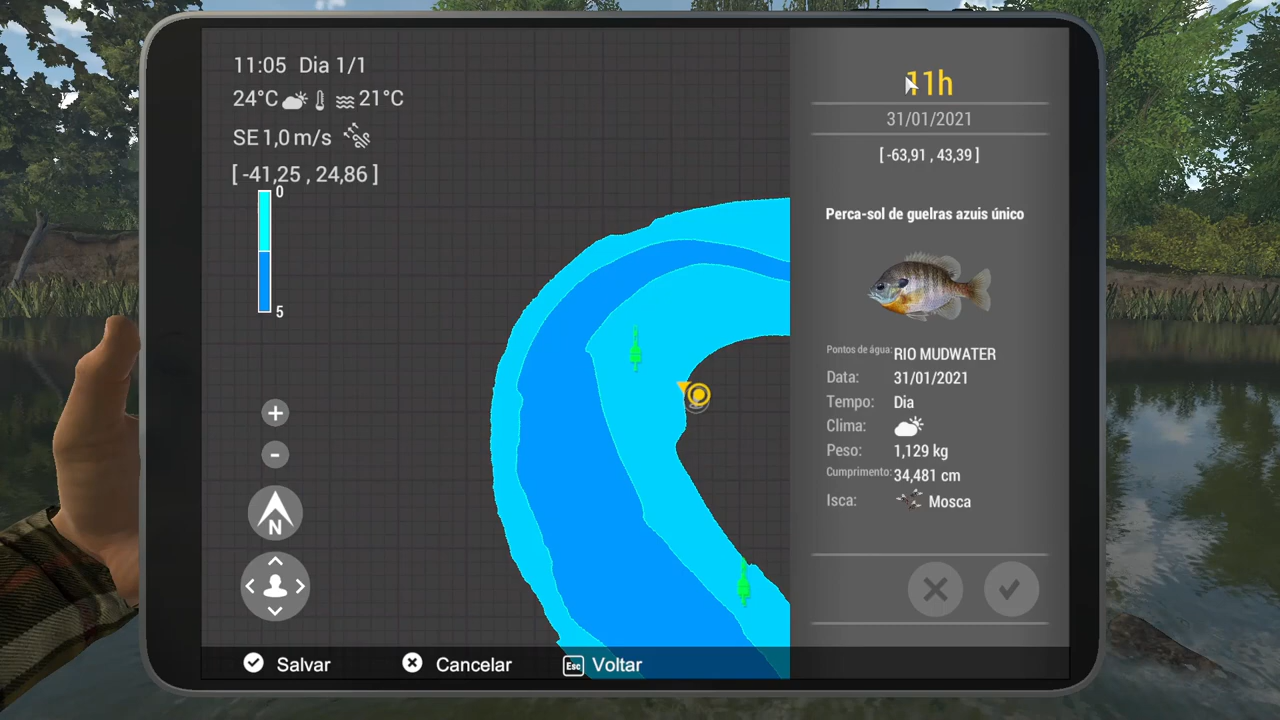 11:05 Dia 1/1
24°C 21°C
SE 1,0 m/s
[ -41,25 , 24,86 ]
0
5
N
11h
31/01/2021
[ -63,91 , 43,39 ]
Perca-sol de guelras azuis único
Pontos de água: RIO MUDWATER
Data: 31/01/2021
Tempo: Dia
Clima:
Peso: 1,129 kg
Cumprimento: 34,481 cm
Isca: Mosca
Salvar Cancelar Esc Voltar